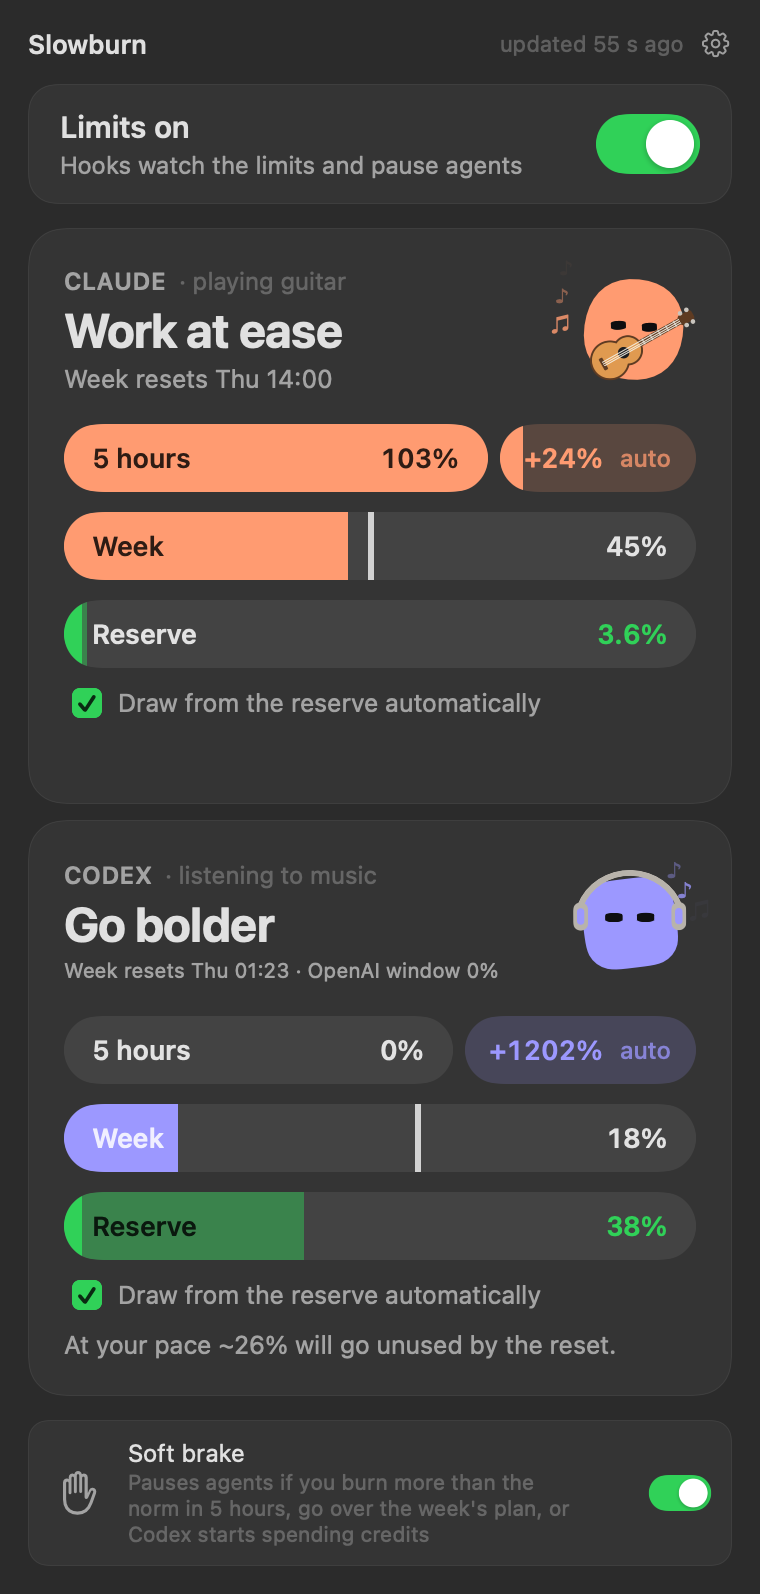 Slowburn
updated 55 s ago
Limits on
Hooks watch the limits and pause agents
CLAUDE · playing guitar
Work at ease
Week resets Thu 14:00
5 hours 103% +24% auto
Week 45%
Reserve 3.6%
Draw from the reserve automatically
CODEX · listening to music
Go bolder
Week resets Thu 01:23 · OpenAI window 0%
5 hours 0% +1202% auto
Week 18%
Reserve 38%
Draw from the reserve automatically
At your pace ~26% will go unused by the reset.
Soft brake
Pauses agents if you burn more than the
norm in 5 hours, go over the week's plan, or
Codex starts spending credits